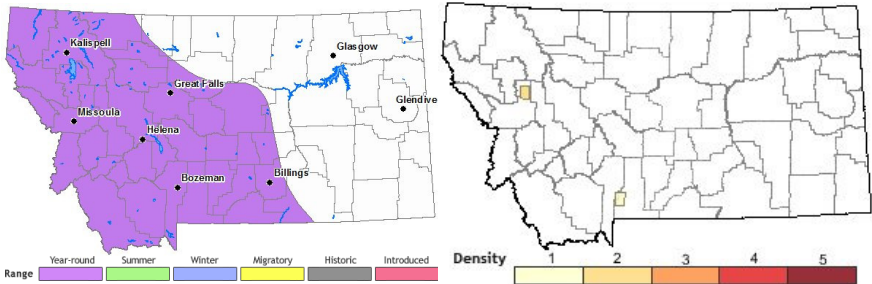 Kalispell
Glasgow
Great Falls
Glendive
Missoula
Helena
Billings
Bozeman
Year-round Summer Winter Migratory Historic Introduced
Range
Density 1 2 3 4 5